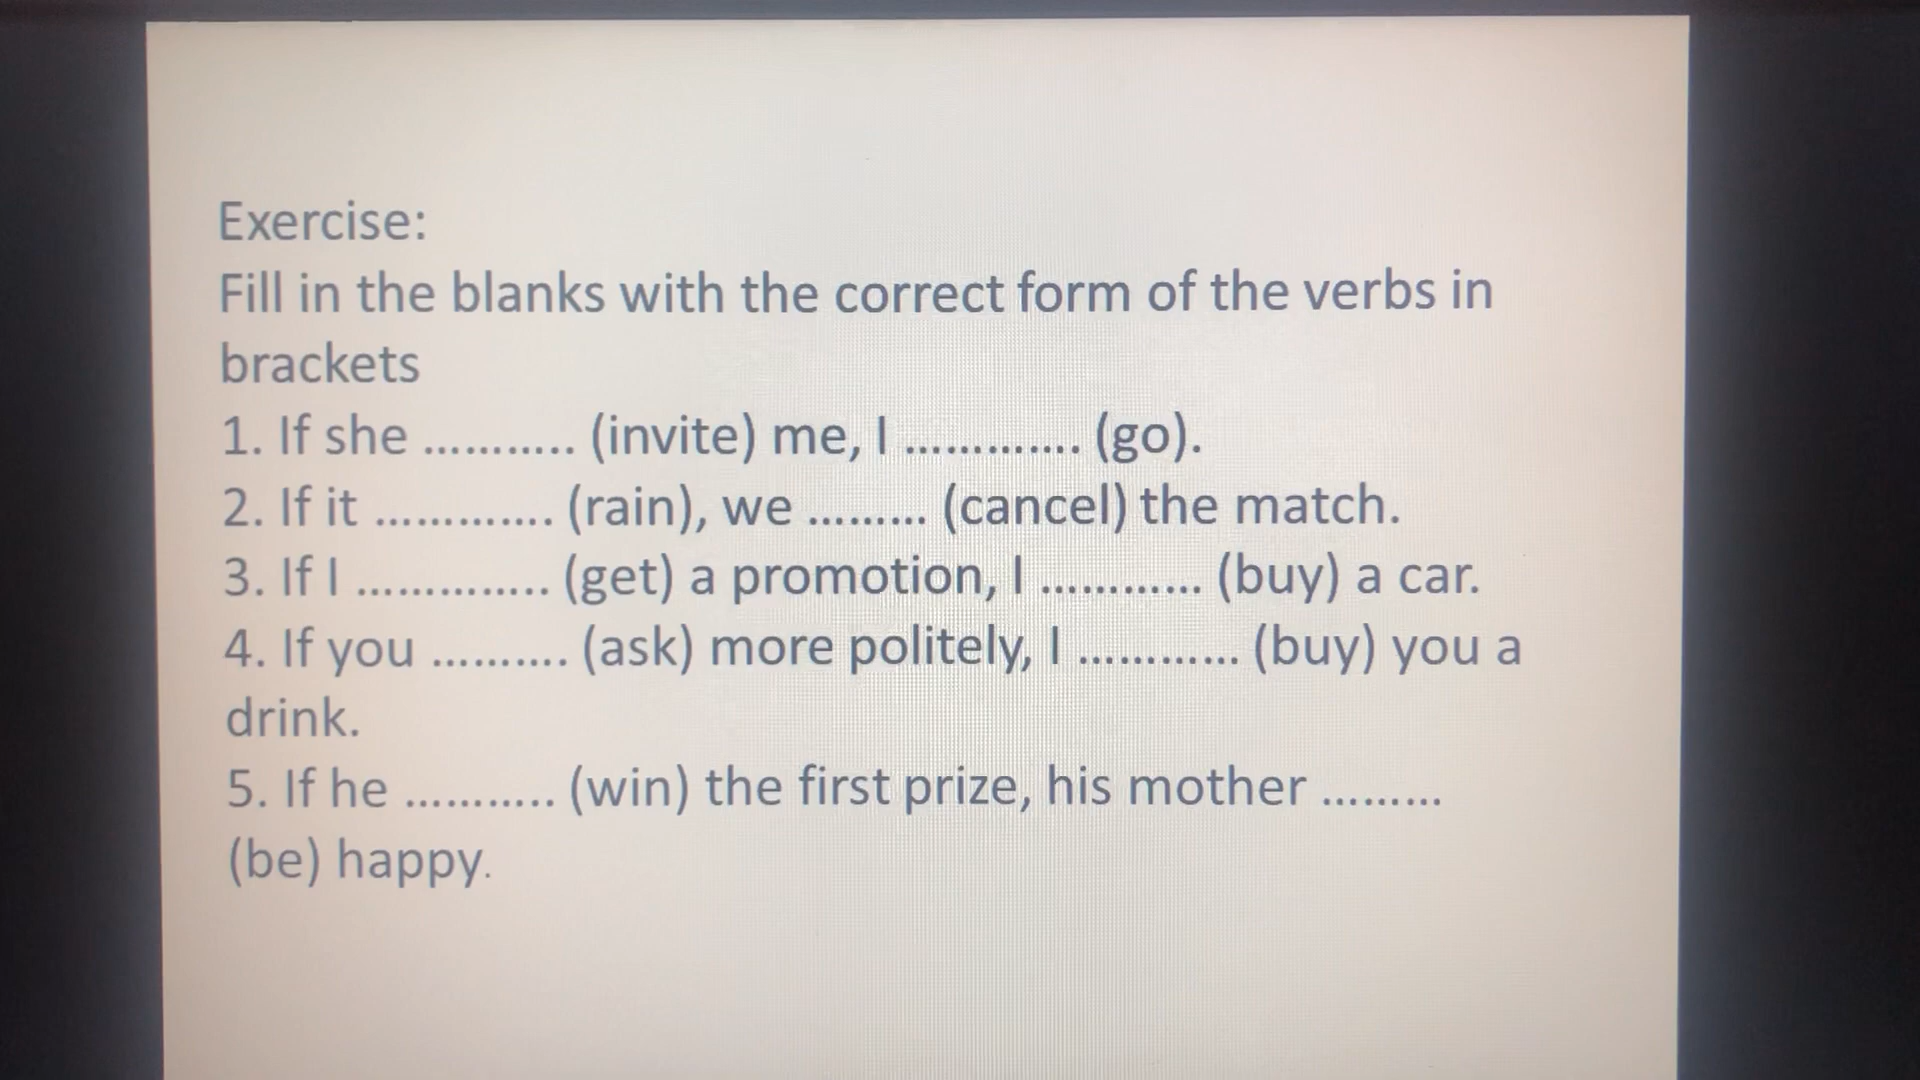 Exercise:
Fill in the blanks with the correct form of the verbs in
brackets
1. If she ........... (invite) me, I ............. (go).
2. If it ............. (rain), we ......... (cancel) the match.
3. If I .............. (get) a promotion, I ............ (buy) a car.
4. If you .......... (ask) more politely, I ............ (buy) you a
drink.
5. If he ........... (win) the first prize, his mother .........
(be) happy.